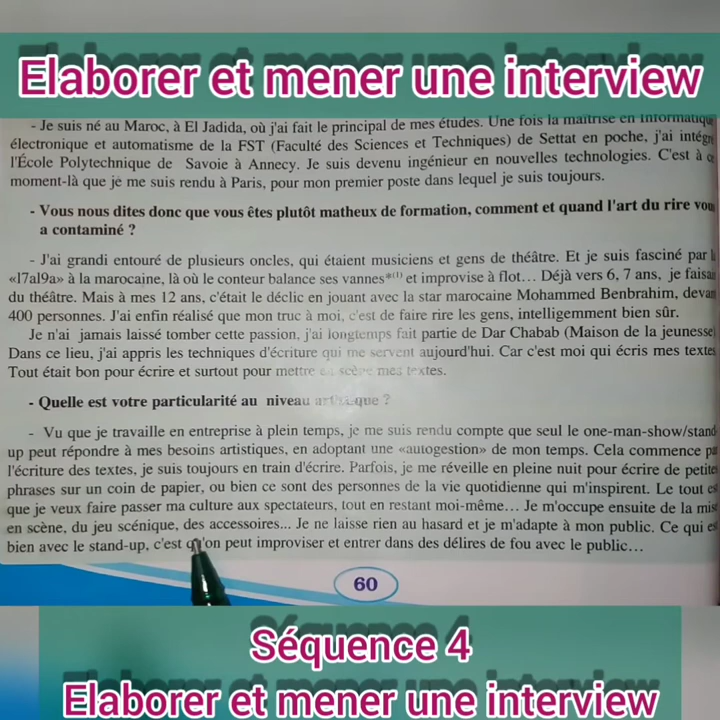 Elaborer et mener une interview
- Je suis né au Maroc, à El Jadida, où j'ai fait le principal de mes études. Une fois la maîtrise en Informatique
électronique et automatisme de la FST (Faculté des Sciences et Techniques) de Settat en poche, j'ai intégr
l'École Polytechnique de Savoie à Annecy. Je suis devenu ingénieur en nouvelles technologies. C'est à c
moment-là que je me suis rendu à Paris, pour mon premier poste dans lequel je suis toujours.
- Vous nous dites donc que vous êtes plutôt matheux de formation, comment et quand l'art du rire vou
a contaminé ?
- J'ai grandi entouré de plusieurs oncles, qui étaient musiciens et gens de théâtre. Et je suis fasciné par l
«l7al9a» à la marocaine, là où le conteur balance ses vannes*(1) et improvise à flot… Déjà vers 6, 7 ans, je faisa
du théâtre. Mais à mes 12 ans, c'était le déclic en jouant avec la star marocaine Mohammed Benbrahim, devan
400 personnes. J'ai enfin réalisé que mon truc à moi, c'est de faire rire les gens, intelligemment bien sûr.
Je n'ai jamais laissé tomber cette passion, j'ai longtemps fait partie de Dar Chabab (Maison de la jeunesse)
Dans ce lieu, j'ai appris les techniques d'écriture qui me servent aujourd'hui. Car c'est moi qui écris mes textes
Tout était bon pour écrire et surtout pour mettre en scène mes textes.
- Quelle est votre particularité au niveau artistique ?
- Vu que je travaille en entreprise à plein temps, je me suis rendu compte que seul le one-man-show/stand
up peut répondre à mes besoins artistiques, en adoptant une «autogestion» de mon temps. Cela commence pa
l'écriture des textes, je suis toujours en train d'écrire. Parfois, je me réveille en pleine nuit pour écrire de petite
phrases sur un coin de papier, ou bien ce sont des personnes de la vie quotidienne qui m'inspirent. Le tout es
que je veux faire passer ma culture aux spectateurs, tout en restant moi-même… Je m'occupe ensuite de la mis
en scène, du jeu scénique, des accessoires... Je ne laisse rien au hasard et je m'adapte à mon public. Ce qui es
bien avec le stand-up, c'est qu'on peut improviser et entrer dans des délires de fou avec le public…
60
Séquence 4
Elaborer et mener une interview